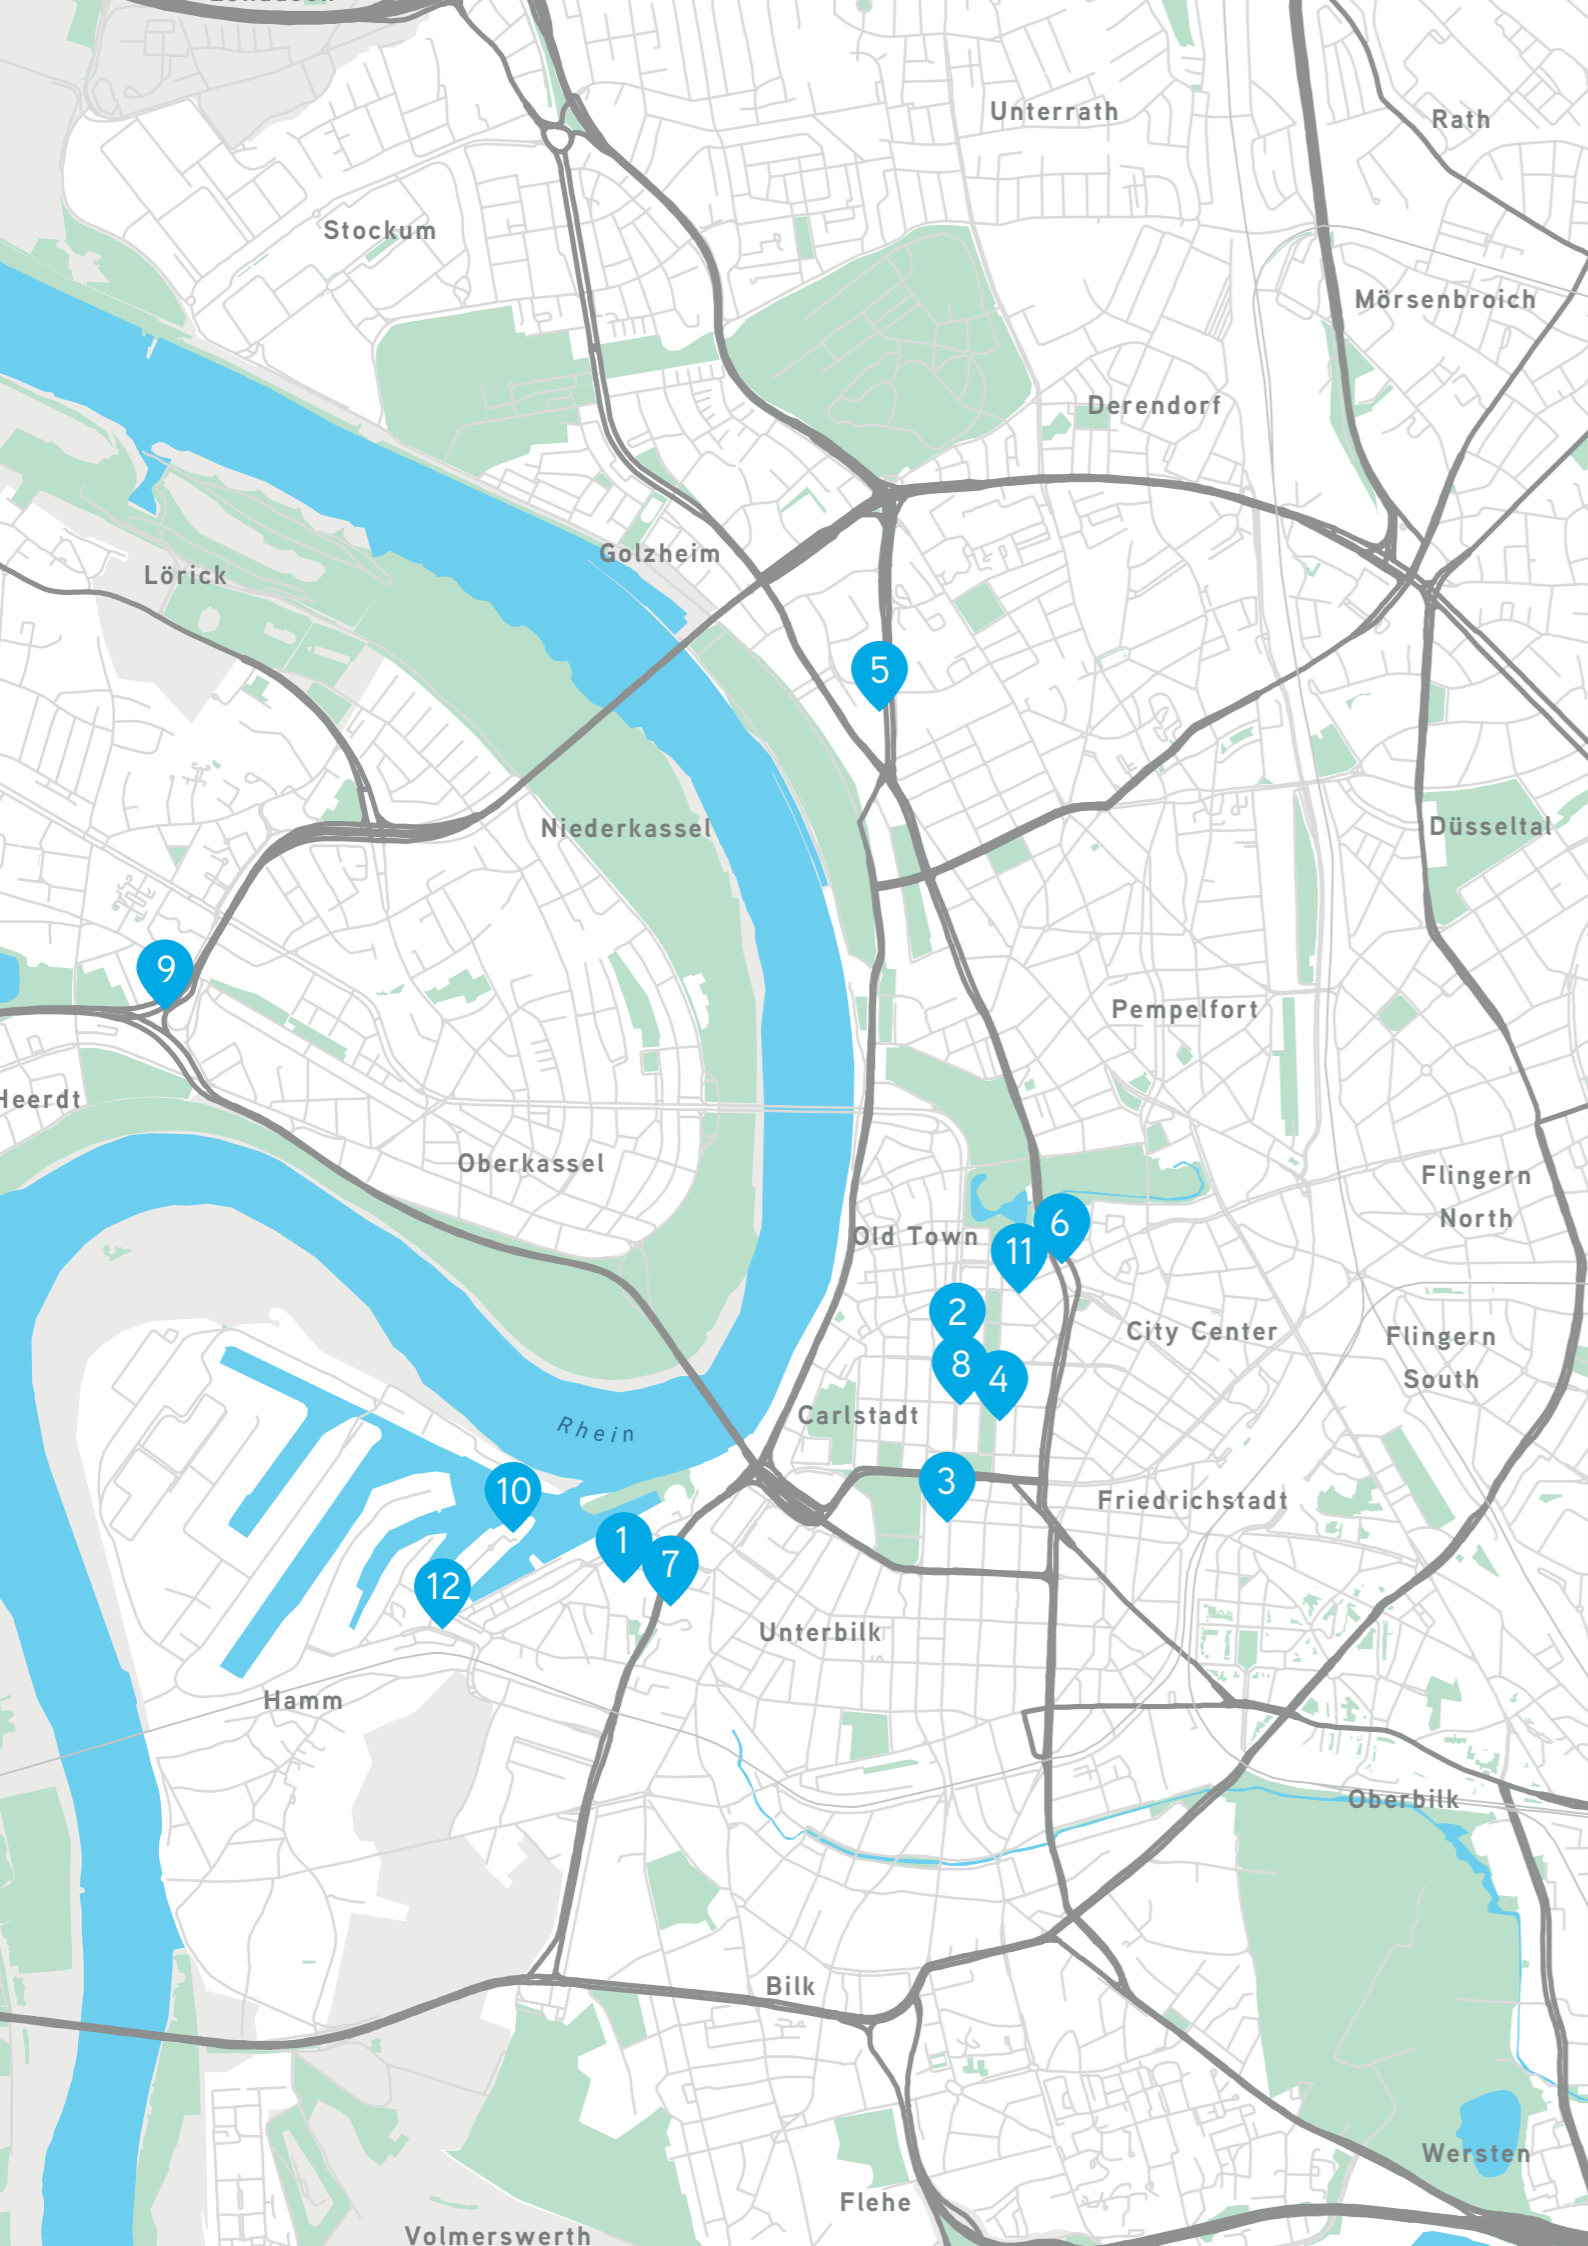 Unterrath
Rath
Stockum
Mörsenbroich
Derendorf
Golzheim
Lörick
5
Niederkassel
Düsseltal
9
Pempelfort
Heerdt
Oberkassel
Flingern
North
6
Old Town
11
2
City Center
Flingern
South
8
4
Carlstadt
Rhein
3
10
Friedrichstadt
1
7
12
Unterbilk
Hamm
Oberbilk
Bilk
Wersten
Flehe
Volmerswerth